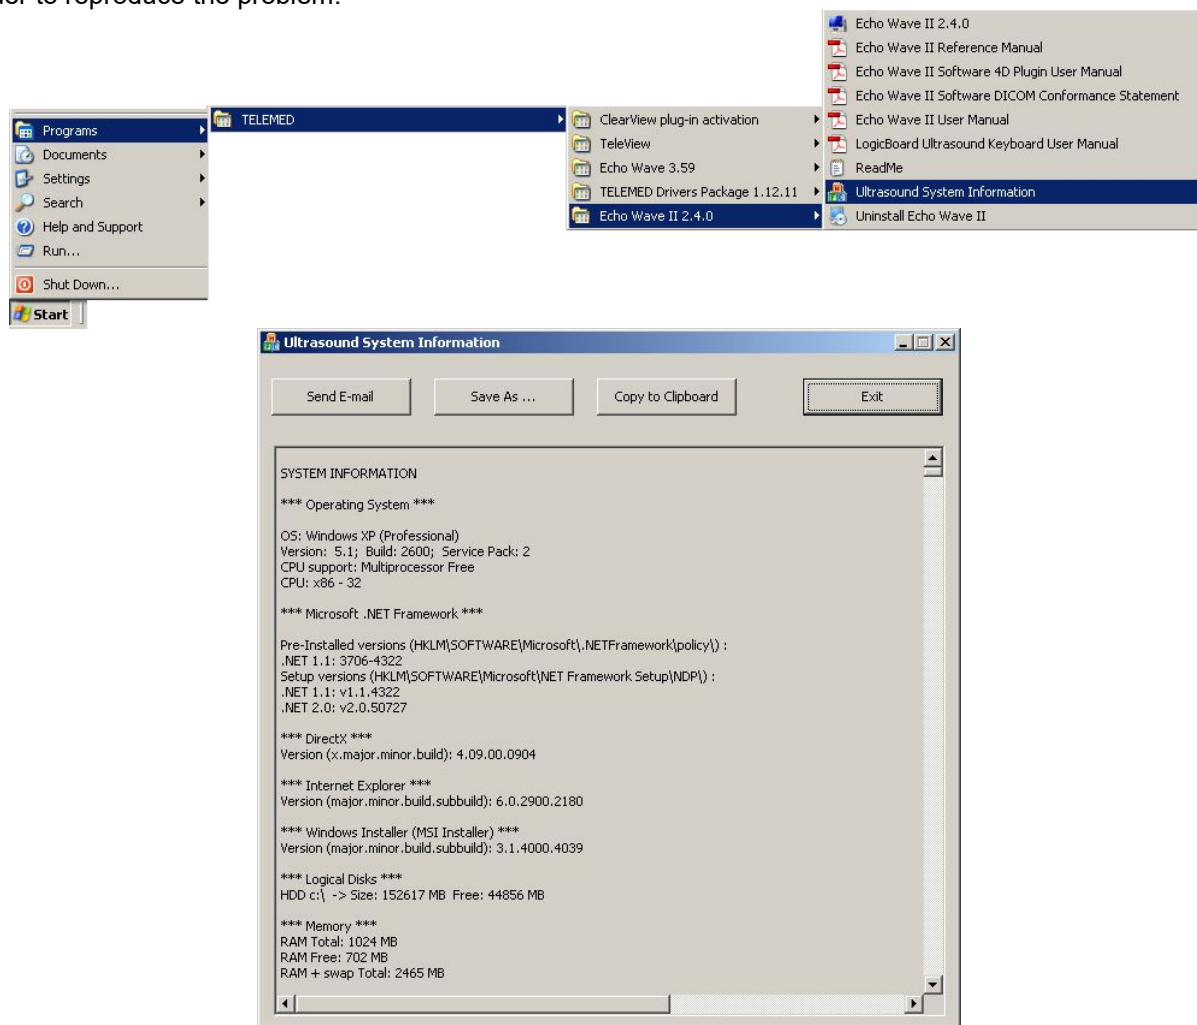 der to reproduce the problem.
Echo Wave II 2.4.0
Echo Wave II Reference Manual
Echo Wave II Software 4D Plugin User Manual
Echo Wave II Software DICOM Conformance Statement
Echo Wave II User Manual
LogicBoard Ultrasound Keyboard User Manual
ReadMe
Ultrasound System Information
Uninstall Echo Wave II
TELEMED
ClearView plug-in activation
TeleView
Echo Wave 3.59
TELEMED Drivers Package 1.12.11
Echo Wave II 2.4.0
Programs
Documents
Settings
Search
Help and Support
Run...
Shut Down...
Start
Ultrasound System Information
Send E-mail Save As ... Copy to Clipboard Exit
SYSTEM INFORMATION
*** Operating System ***
OS: Windows XP (Professional)
Version: 5.1; Build: 2600; Service Pack: 2
CPU support: Multiprocessor Free
CPU: x86 - 32
*** Microsoft .NET Framework ***
Pre-Installed versions (HKLM\SOFTWARE\Microsoft\.NETFramework\policy\) :
.NET 1.1: 3706-4322
Setup versions (HKLM\SOFTWARE\Microsoft\NET Framework Setup\NDP\) :
.NET 1.1: v1.1.4322
.NET 2.0: v2.0.50727
*** DirectX ***
Version (x.major.minor.build): 4.09.00.0904
*** Internet Explorer ***
Version (major.minor.build.subbuild): 6.0.2900.2180
*** Windows Installer (MSI Installer) ***
Version (major.minor.build.subbuild): 3.1.4000.4039
*** Logical Disks ***
HDD c:\ -> Size: 152617 MB Free: 44856 MB
*** Memory ***
RAM Total: 1024 MB
RAM Free: 702 MB
RAM + swap Total: 2465 MB